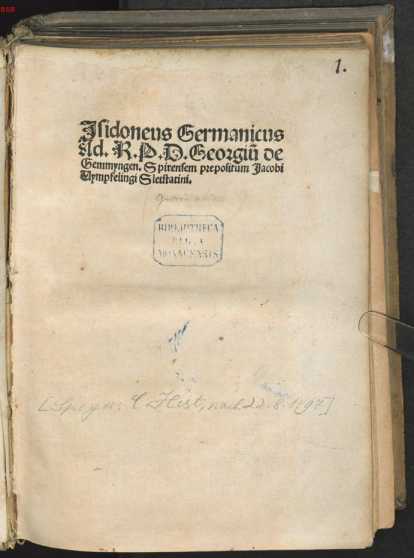 1.
Isidoneus Germanicus
Ad. R. P. D. Georgiū de
Gemmyngen. Spirensem prepositum Jacobi
Vympfelingi Sletstatini.
BIBLIOTHECA
REGIA
MONACENSIS
[Speyer: C. Hist, nach 22.8.1497]